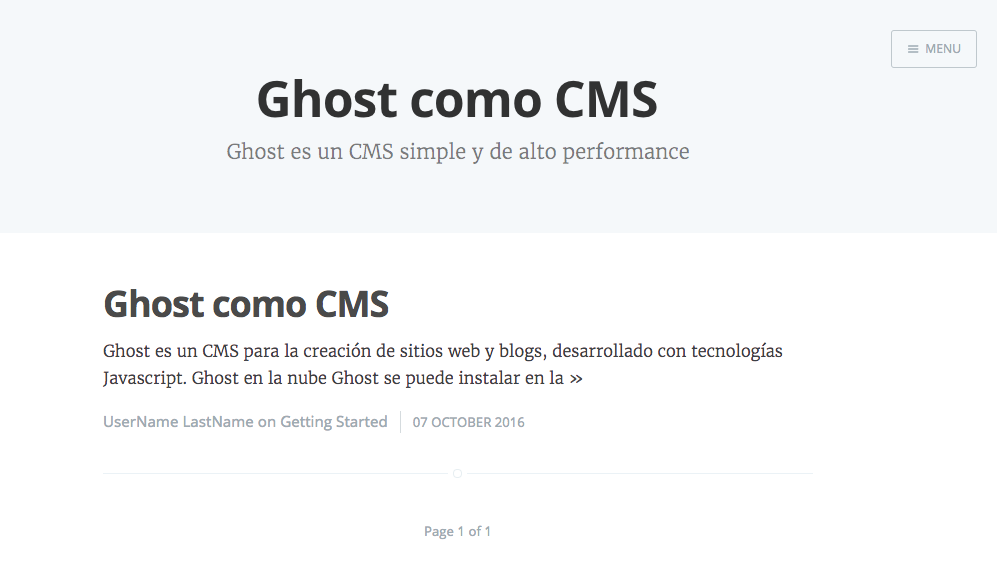 MENU
Ghost como CMS
Ghost es un CMS simple y de alto performance
Ghost como CMS
Ghost es un CMS para la creación de sitios web y blogs, desarrollado con tecnologías
Javascript. Ghost en la nube Ghost se puede instalar en la »
UserName LastName on Getting Started 07 OCTOBER 2016
Page 1 of 1